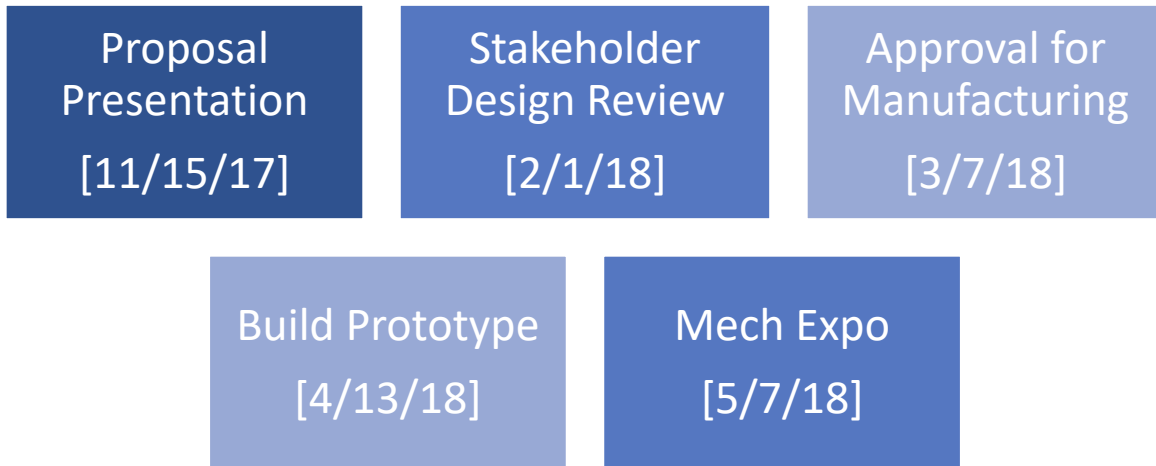 Proposal
Presentation
[11/15/17]
Stakeholder
Design Review
[2/1/18]
Approval for
Manufacturing
[3/7/18]
Build Prototype
[4/13/18]
Mech Expo
[5/7/18]